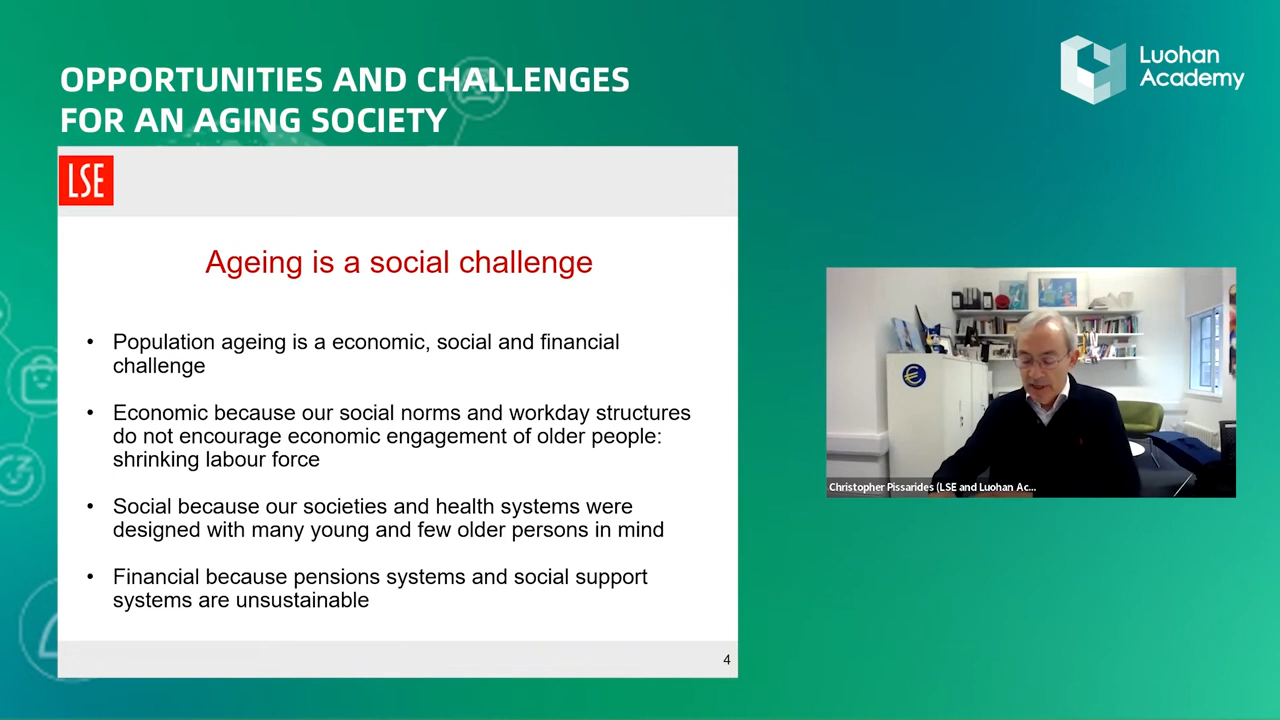 OPPORTUNITIES AND CHALLENGES
FOR AN AGING SOCIETY
Luohan
Academy
LSE
Ageing is a social challenge
• Population ageing is a economic, social and financial
challenge
• Economic because our social norms and workday structures
do not encourage economic engagement of older people:
shrinking labour force
• Social because our societies and health systems were
designed with many young and few older persons in mind
• Financial because pensions systems and social support
systems are unsustainable
4
Christopher Pissarides (LSE and Luohan Ac...